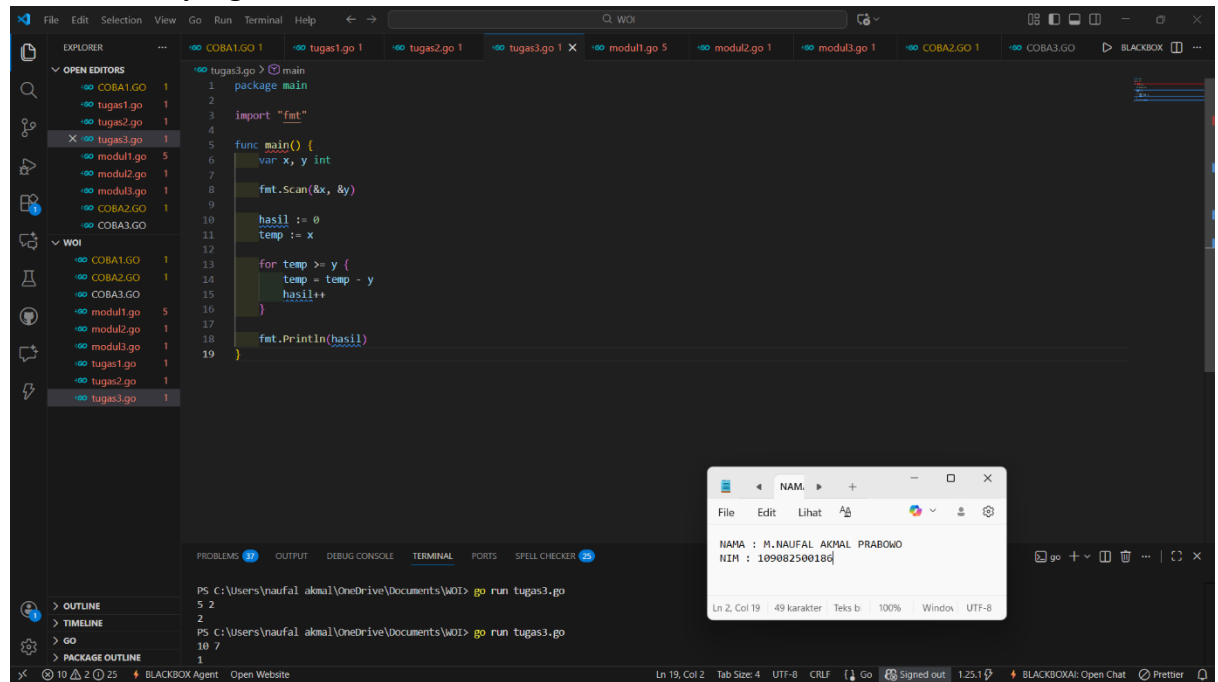 File Edit Selection View Go Run Terminal Help
WOI
EXPLORER
COBA1.GO 1 tugas1.go 1 tugas2.go 1 tugas3.go 1 modul1.go 5 modul2.go 1 modul3.go 1 COBA2.GO 1 COBA3.GO BLACKBOX
OPEN EDITORS
COBA1.GO 1
tugas1.go 1
tugas2.go 1
tugas3.go 1
modul1.go 5
modul2.go 1
modul3.go 1
COBA2.GO 1
COBA3.GO
WOI
COBA1.GO 1
COBA2.GO 1
COBA3.GO
modul1.go 5
modul2.go 1
modul3.go 1
tugas1.go 1
tugas2.go 1
tugas3.go 1
OUTLINE
TIMELINE
GO
PACKAGE OUTLINE
tugas3.go > main
1 package main
2
3 import "fmt"
4
5 func main() {
6 var x, y int
7
8 fmt.Scan(&x, &y)
9
10 hasil := 0
11 temp := x
12
13 for temp >= y {
14 temp = temp - y
15 hasil++
16 }
17
18 fmt.Println(hasil)
19 }
NAM.
File Edit Lihat
NAMA : M.NAUFAL AKMAL PRABOWO
NIM : 109082500186
Ln 2, Col 19 49 karakter Teks b 100% Window UTF-8
PROBLEMS 37 OUTPUT DEBUG CONSOLE TERMINAL PORTS SPELL CHECKER 25
go
PS C:\Users\naufal akmal\OneDrive\Documents\WOI> go run tugas3.go
5 2
2
PS C:\Users\naufal akmal\OneDrive\Documents\WOI> go run tugas3.go
10 7
1
10 2 25 BLACKBOX Agent Open Website Ln 19, Col 2 Tab Size: 4 UTF-8 CRLF Go Signed out 1.25.1 BLACKBOXAI: Open Chat Prettier